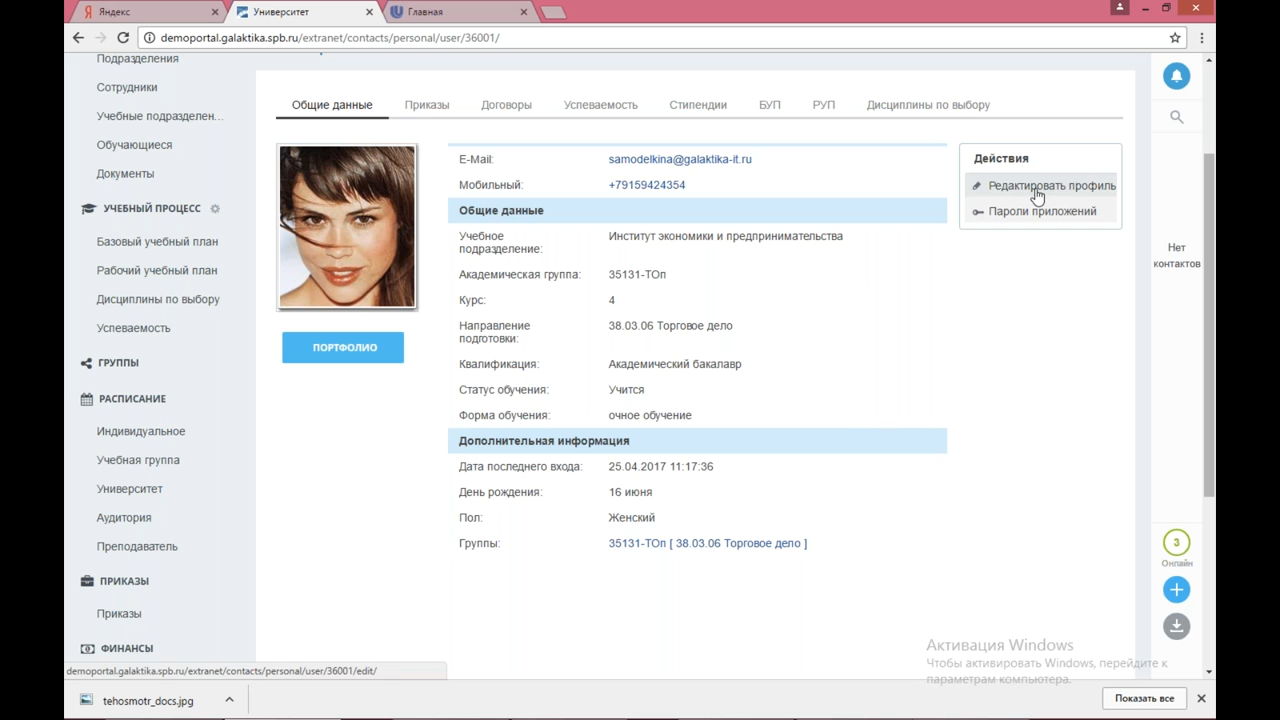 Яндекс
Университет
Главная
demoportal.galaktika.spb.ru/extranet/contacts/personal/user/36001/
Подразделения
Сотрудники
Учебные подразделен...
Обучающиеся
Документы
УЧЕБНЫЙ ПРОЦЕСС
Базовый учебный план
Рабочий учебный план
Дисциплины по выбору
Успеваемость
ГРУППЫ
РАСПИСАНИЕ
Индивидуальное
Учебная группа
Университет
Аудитория
Преподаватель
ПРИКАЗЫ
Приказы
ФИНАНСЫ
Общие данные
Приказы
Договоры
Успеваемость
Стипендии
БУП
РУП
Дисциплины по выбору
ПОРТФОЛИО
E-Mail: samodelkina@galaktika-it.ru
Мобильный: +79159424354
Общие данные
Учебное Институт экономики и предпринимательства
подразделение:
Академическая группа: 35131-ТОп
Курс: 4
Направление 38.03.06 Торговое дело
подготовки:
Квалификация: Академический бакалавр
Статус обучения: Учится
Форма обучения: очное обучение
Дополнительная информация
Дата последнего входа: 25.04.2017 11:17:36
День рождения: 16 июня
Пол: Женский
Группы: 35131-ТОп [ 38.03.06 Торговое дело ]
Действия
Редактировать профиль
Пароли приложений
Нет
контактов
3
Онлайн
Активация Windows
Чтобы активировать Windows, перейдите к
параметрам компьютера.
demoportal.galaktika.spb.ru/extranet/contacts/personal/user/36001/edit/
tehosmotr_docs.jpg
Показать все